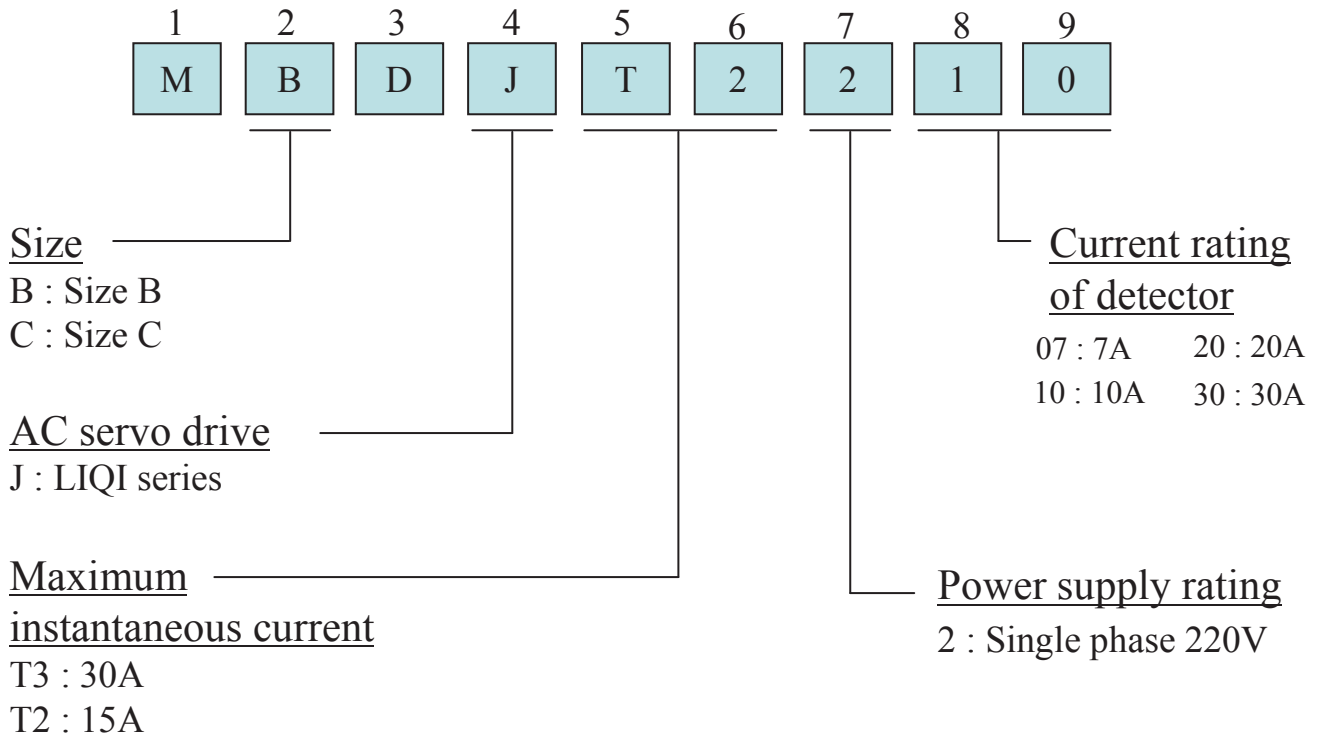 1 2 3 4 5 6 7 8 9
M B D J T 2 2 1 0
Size
B : Size B
C : Size C
AC servo drive
J : LIQI series
Maximum
instantaneous current
T3 : 30A
T2 : 15A
Current rating
of detector
07 : 7A 20 : 20A
10 : 10A 30 : 30A
Power supply rating
2 : Single phase 220V